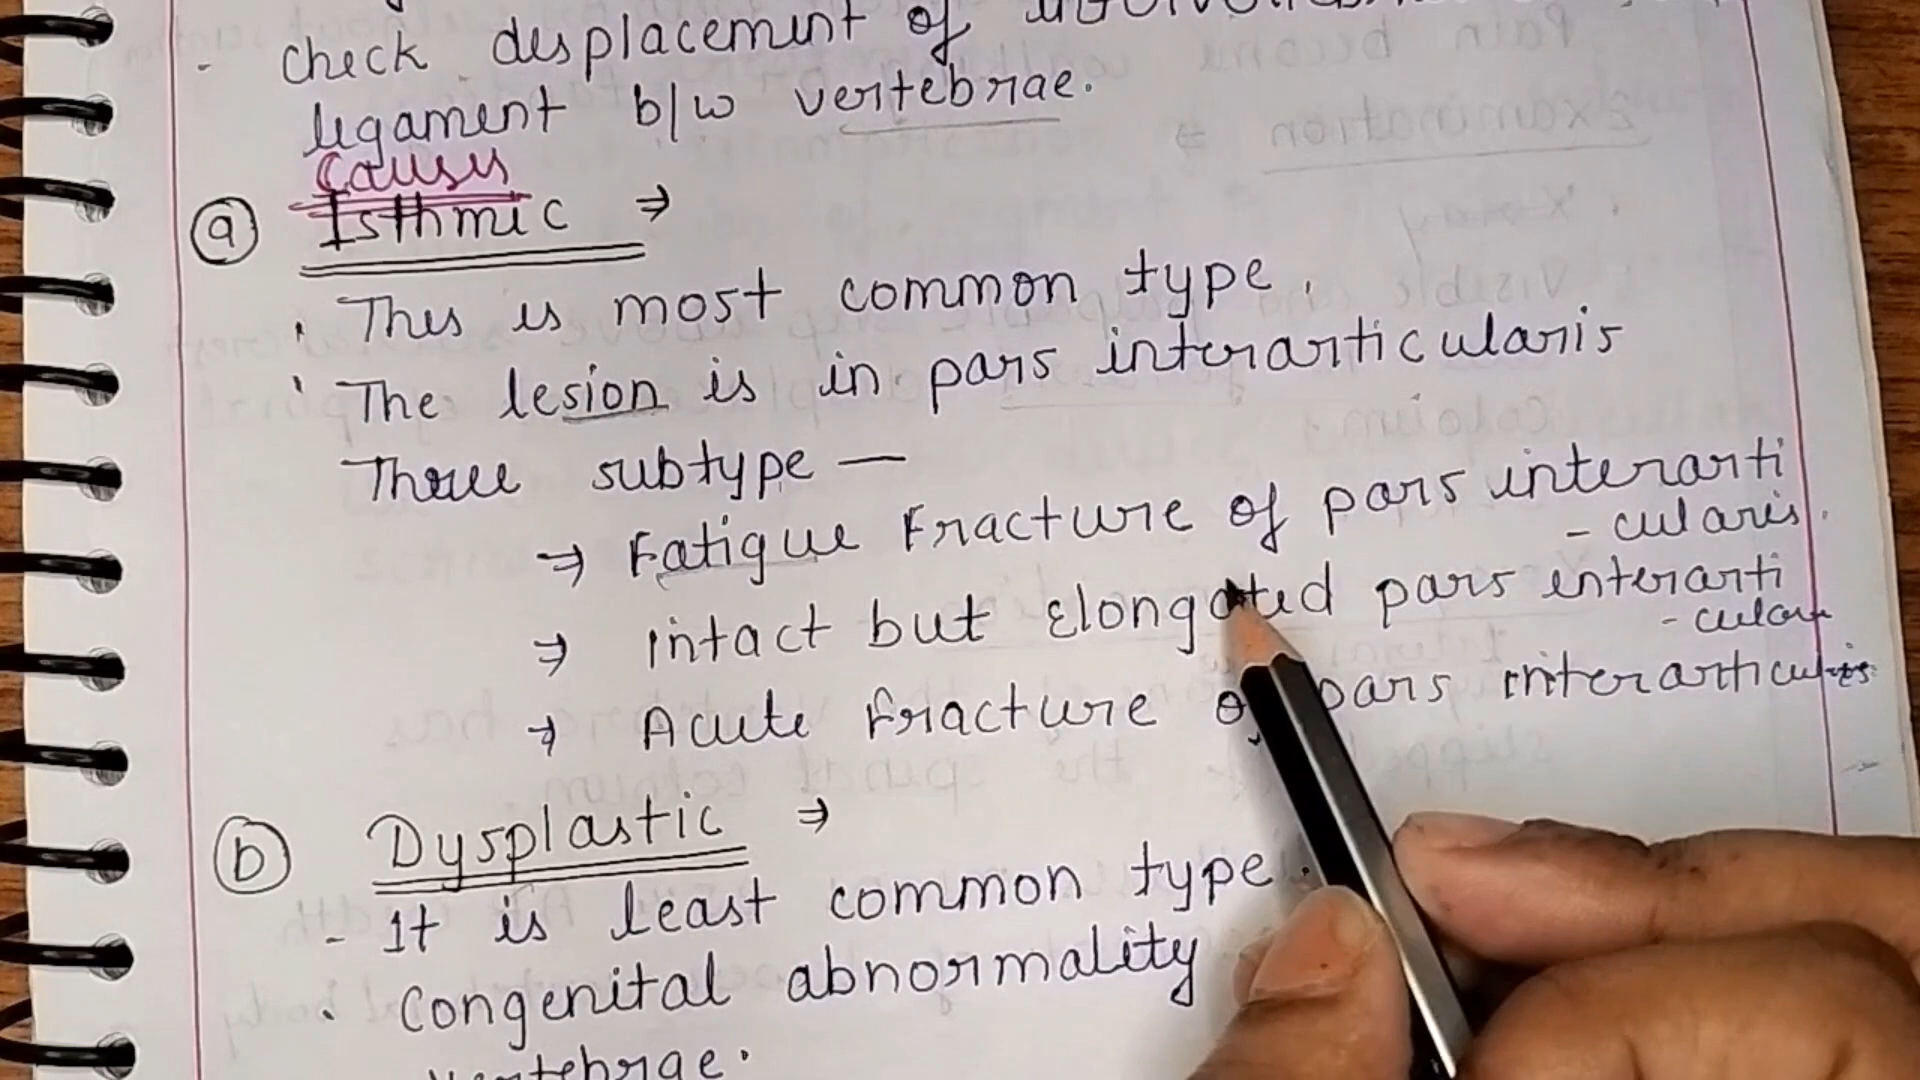 - check desplacement of
ligament b/w vertebrae.
Causes
(a) Isthmic ⇒
. This is most common type.
. The lesion is in pars interarticularis
Three subtype —
⇒ Fatigue Fracture of pars interarti
- cularis.
⇒ intact but Elongated pars interarti
- cular
→ Acute Fracture of pars interarticularis
(b) Dysplastic ⇒
- It is least common type.
. Congenital abnormality
vertebrae.